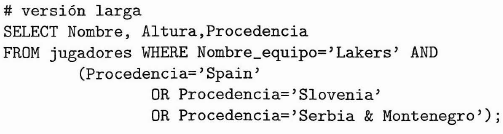 # versión larga
SELECT Nombre, Altura,Procedencia
FROM jugadores WHERE Nombre_equipo='Lakers' AND
(Procedencia='Spain'
OR Procedencia='Slovenia'
OR Procedencia='Serbia & Montenegro');